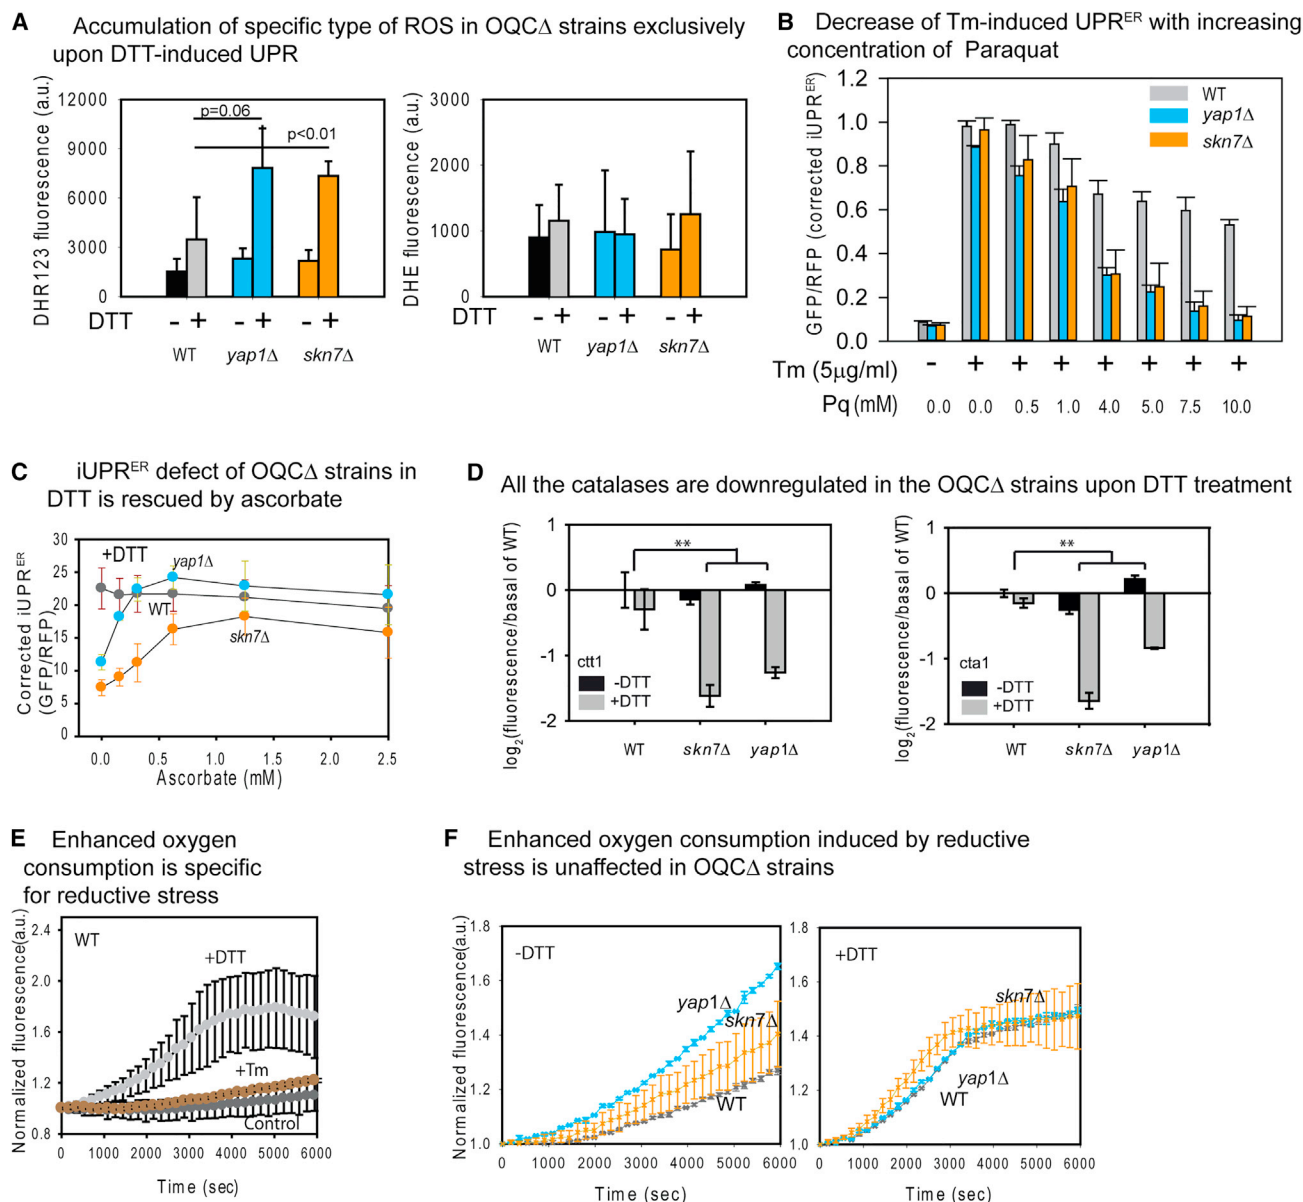 A Accumulation of specific type of ROS in OQCΔ strains exclusively
upon DTT-induced UPR
DHR123 fluorescence (a.u.)
12000
9000
6000
3000
0
p=0.06
p<0.01
DTT - + - + - +
WT yap1Δ skn7Δ
DHE fluorescence (a.u.)
3000
2000
1000
0
DTT - + - + - +
WT yap1Δ skn7Δ
B Decrease of Tm-induced UPR^ER with increasing
concentration of Paraquat
GFP/RFP (corrected iUPR^ER)
1.2
1.0
0.8
0.6
0.4
0.2
0.0
WT
yap1Δ
skn7Δ
Tm (5µg/ml) - + + + + + + +
Pq (mM) 0.0 0.0 0.5 1.0 4.0 5.0 7.5 10.0
C iUPR^ER defect of OQCΔ strains in
DTT is rescued by ascorbate
Corrected iUPR^ER
(GFP/RFP)
30
25
20
15
10
5
0
+DTT
yap1Δ
WT
skn7Δ
0.0 0.5 1.0 1.5 2.0 2.5
Ascorbate (mM)
D All the catalases are downregulated in the OQCΔ strains upon DTT treatment
log2(fluorescence/basal of WT)
1
0
-1
-2
**
ctt1
-DTT
+DTT
WT skn7Δ yap1Δ
log2(fluorescence/basal of WT)
1
0
-1
-2
**
cta1
-DTT
+DTT
WT skn7Δ yap1Δ
E Enhanced oxygen
consumption is specific
for reductive stress
Normalized fluorescence(a.u.)
2.4
2.0
1.6
1.2
0.8
WT
+DTT
+Tm
Control
0 1000 2000 3000 4000 5000 6000
Time (sec)
F Enhanced oxygen consumption induced by reductive
stress is unaffected in OQCΔ strains
Normalized fluorescence(a.u.)
1.8
1.6
1.4
1.2
1.0
-DTT
yap1Δ
skn7Δ
WT
0 1000 2000 3000 4000 5000 6000
Time (sec)
1.8
1.6
1.4
1.2
1.0
+DTT
skn7Δ
yap1Δ
WT
0 1000 2000 3000 4000 5000 6000
Time (sec)